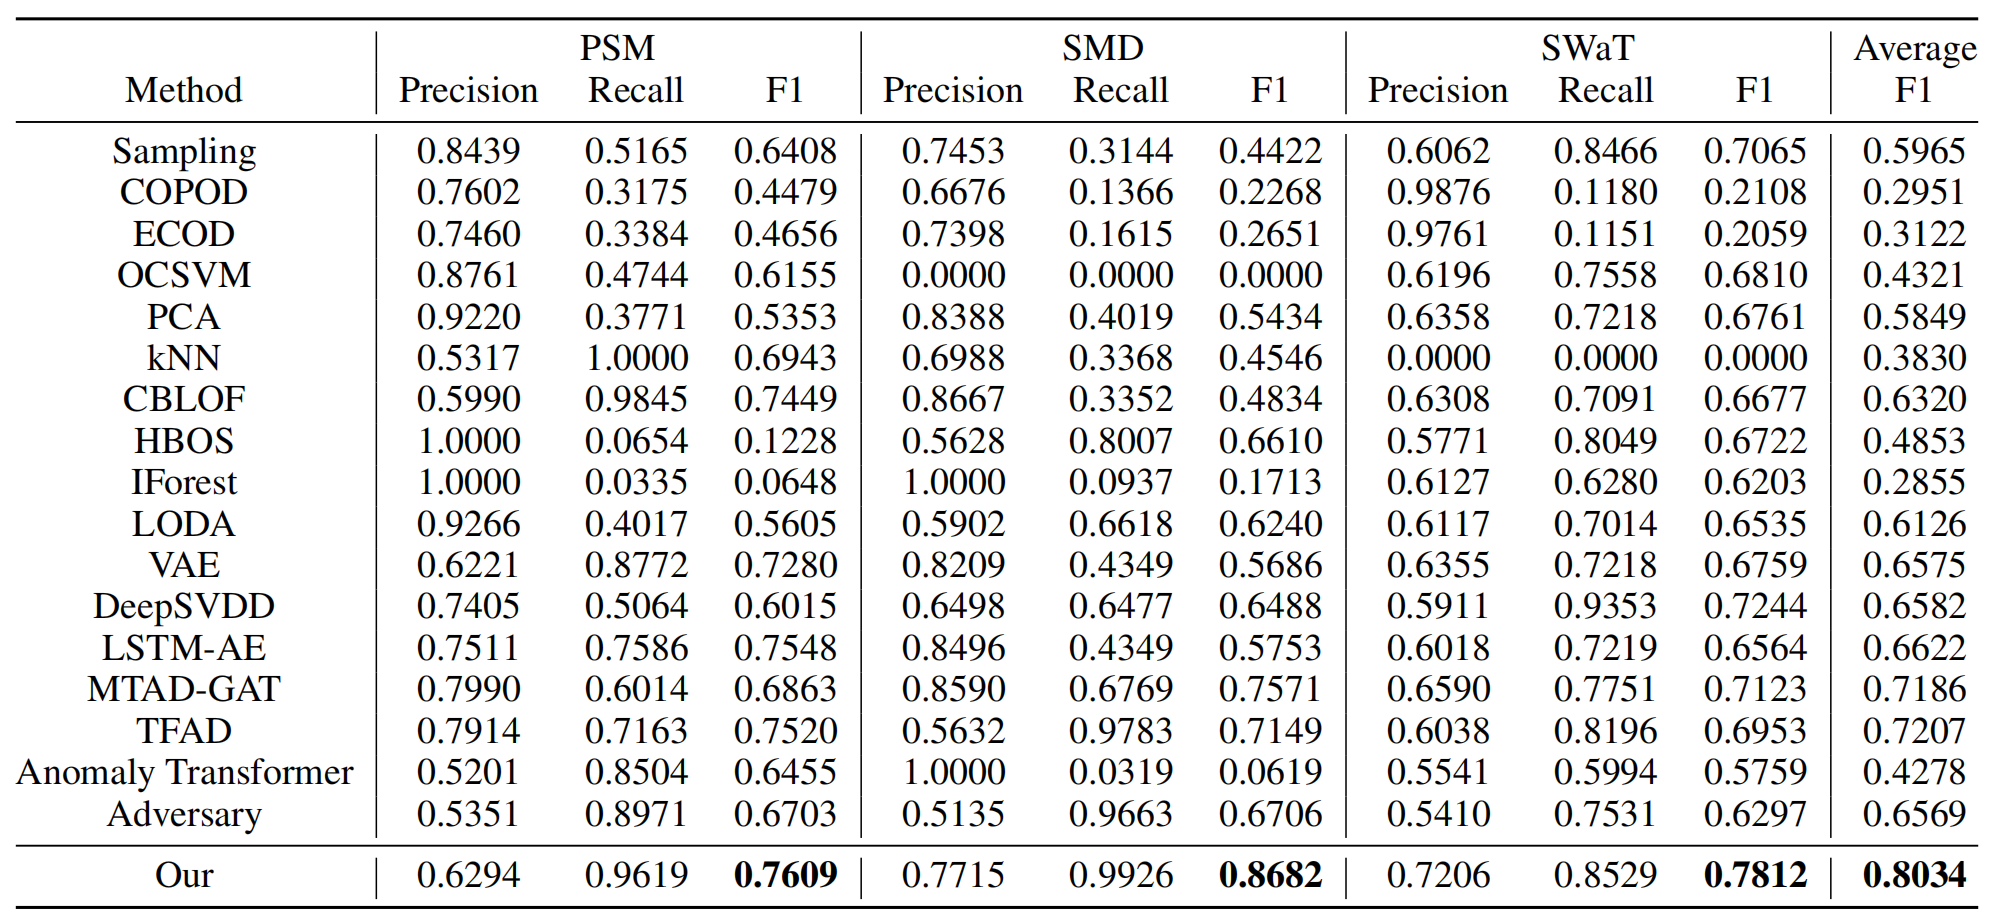 PSM SMD SWaT Average
Method Precision Recall F1 Precision Recall F1 Precision Recall F1 F1
Sampling 0.8439 0.5165 0.6408 0.7453 0.3144 0.4422 0.6062 0.8466 0.7065 0.5965
COPOD 0.7602 0.3175 0.4479 0.6676 0.1366 0.2268 0.9876 0.1180 0.2108 0.2951
ECOD 0.7460 0.3384 0.4656 0.7398 0.1615 0.2651 0.9761 0.1151 0.2059 0.3122
OCSVM 0.8761 0.4744 0.6155 0.0000 0.0000 0.0000 0.6196 0.7558 0.6810 0.4321
PCA 0.9220 0.3771 0.5353 0.8388 0.4019 0.5434 0.6358 0.7218 0.6761 0.5849
kNN 0.5317 1.0000 0.6943 0.6988 0.3368 0.4546 0.0000 0.0000 0.0000 0.3830
CBLOF 0.5990 0.9845 0.7449 0.8667 0.3352 0.4834 0.6308 0.7091 0.6677 0.6320
HBOS 1.0000 0.0654 0.1228 0.5628 0.8007 0.6610 0.5771 0.8049 0.6722 0.4853
IForest 1.0000 0.0335 0.0648 1.0000 0.0937 0.1713 0.6127 0.6280 0.6203 0.2855
LODA 0.9266 0.4017 0.5605 0.5902 0.6618 0.6240 0.6117 0.7014 0.6535 0.6126
VAE 0.6221 0.8772 0.7280 0.8209 0.4349 0.5686 0.6355 0.7218 0.6759 0.6575
DeepSVDD 0.7405 0.5064 0.6015 0.6498 0.6477 0.6488 0.5911 0.9353 0.7244 0.6582
LSTM-AE 0.7511 0.7586 0.7548 0.8496 0.4349 0.5753 0.6018 0.7219 0.6564 0.6622
MTAD-GAT 0.7990 0.6014 0.6863 0.8590 0.6769 0.7571 0.6590 0.7751 0.7123 0.7186
TFAD 0.7914 0.7163 0.7520 0.5632 0.9783 0.7149 0.6038 0.8196 0.6953 0.7207
Anomaly Transformer 0.5201 0.8504 0.6455 1.0000 0.0319 0.0619 0.5541 0.5994 0.5759 0.4278
Adversary 0.5351 0.8971 0.6703 0.5135 0.9663 0.6706 0.5410 0.7531 0.6297 0.6569
Our 0.6294 0.9619 0.7609 0.7715 0.9926 0.8682 0.7206 0.8529 0.7812 0.8034